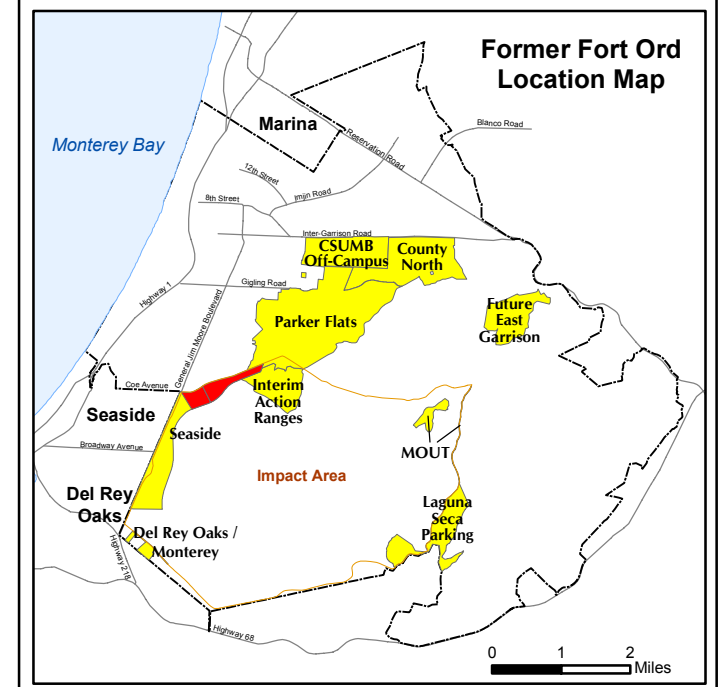 Former Fort Ord
Location Map
Marina
Blanco Road
Reservation Road
Monterey Bay
12th Street
Imjin Road
8th Street
Inter-Garrison Road
CSUMB
Off-Campus
County
North
Gigling Road
Highway 1
General Jim Moore Boulevard
Parker Flats
Future
East
Garrison
Coe Avenue
Interim
Action
Ranges
Seaside
Seaside
MOUT
Broadway Avenue
Impact Area
Del Rey
Oaks
Laguna
Seca
Parking
Del Rey Oaks /
Monterey
Highway 218
Highway 68
0 1 2
Miles